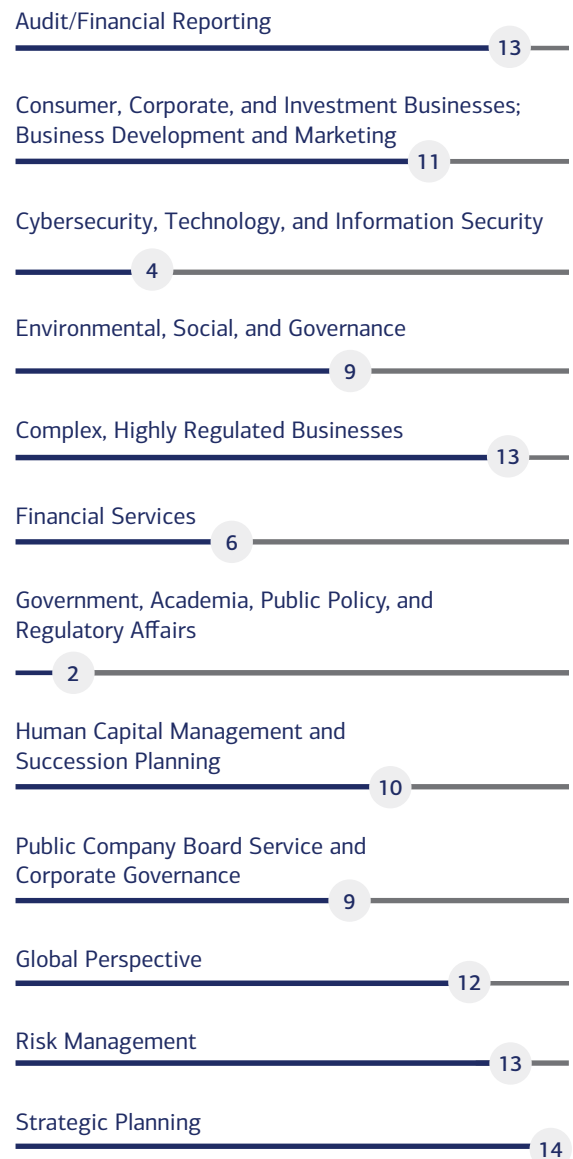 Audit/Financial Reporting
13
Consumer, Corporate, and Investment Businesses;
Business Development and Marketing
11
Cybersecurity, Technology, and Information Security
4
Environmental, Social, and Governance
9
Complex, Highly Regulated Businesses
13
Financial Services
6
Government, Academia, Public Policy, and
Regulatory Affairs
2
Human Capital Management and
Succession Planning
10
Public Company Board Service and
Corporate Governance
9
Global Perspective
12
Risk Management
13
Strategic Planning
14